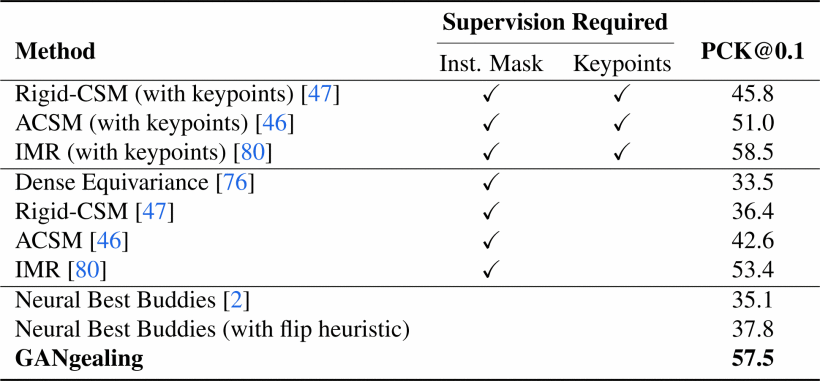 Method Supervision Required PCK@0.1
Inst. Mask Keypoints
Rigid-CSM (with keypoints) [47] ✓ ✓ 45.8
ACSM (with keypoints) [46] ✓ ✓ 51.0
IMR (with keypoints) [80] ✓ ✓ 58.5
Dense Equivariance [76] ✓ 33.5
Rigid-CSM [47] ✓ 36.4
ACSM [46] ✓ 42.6
IMR [80] ✓ 53.4
Neural Best Buddies [2] 35.1
Neural Best Buddies (with flip heuristic) 37.8
GANgealing 57.5